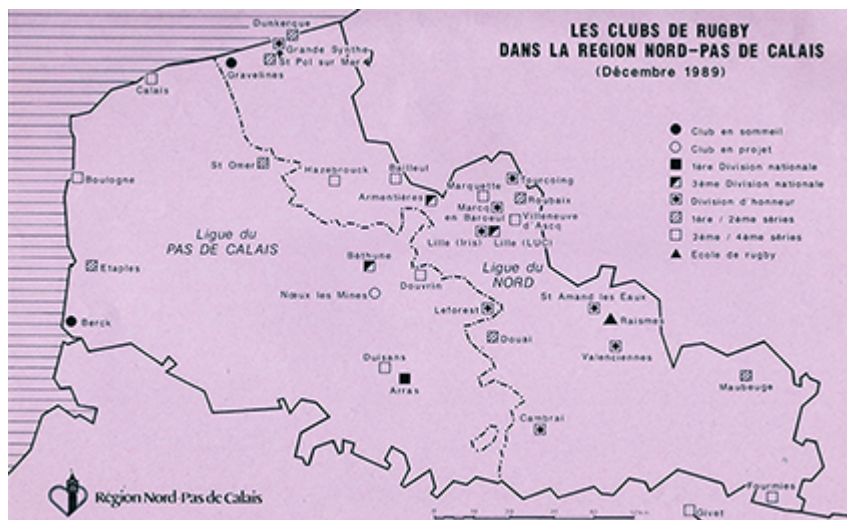 LES CLUBS DE RUGBY
DANS LA REGION NORD-PAS DE CALAIS
(Décembre 1989)
Club en sommeil
Club en projet
1ère Division nationale
3ème Division nationale
Division d'honneur
1ère / 2ème séries
3ème / 4ème séries
Ecole de rugby
Dunkerque
Grande Synthe
St Pol sur Mer
Gravelines
Calais
St Omer
Hazebrouck
Bailleul
Boulogne
Armentières
Marquette
Tourcoing
Marcq
en Baroeul
Roubaix
Villeneuve
d'Ascq
Lille (Iris)
Lille (LUC)
Ligue du
PAS DE CALAIS
Béthune
Etaples
Douvrin
Ligue du
NORD
Nœux les Mines
Leforest
St Amand les Eaux
Berck
Raismes
Douai
Valenciennes
Duisans
Arras
Maubeuge
Cambrai
Fourmies
Givet
Région Nord-Pas de Calais